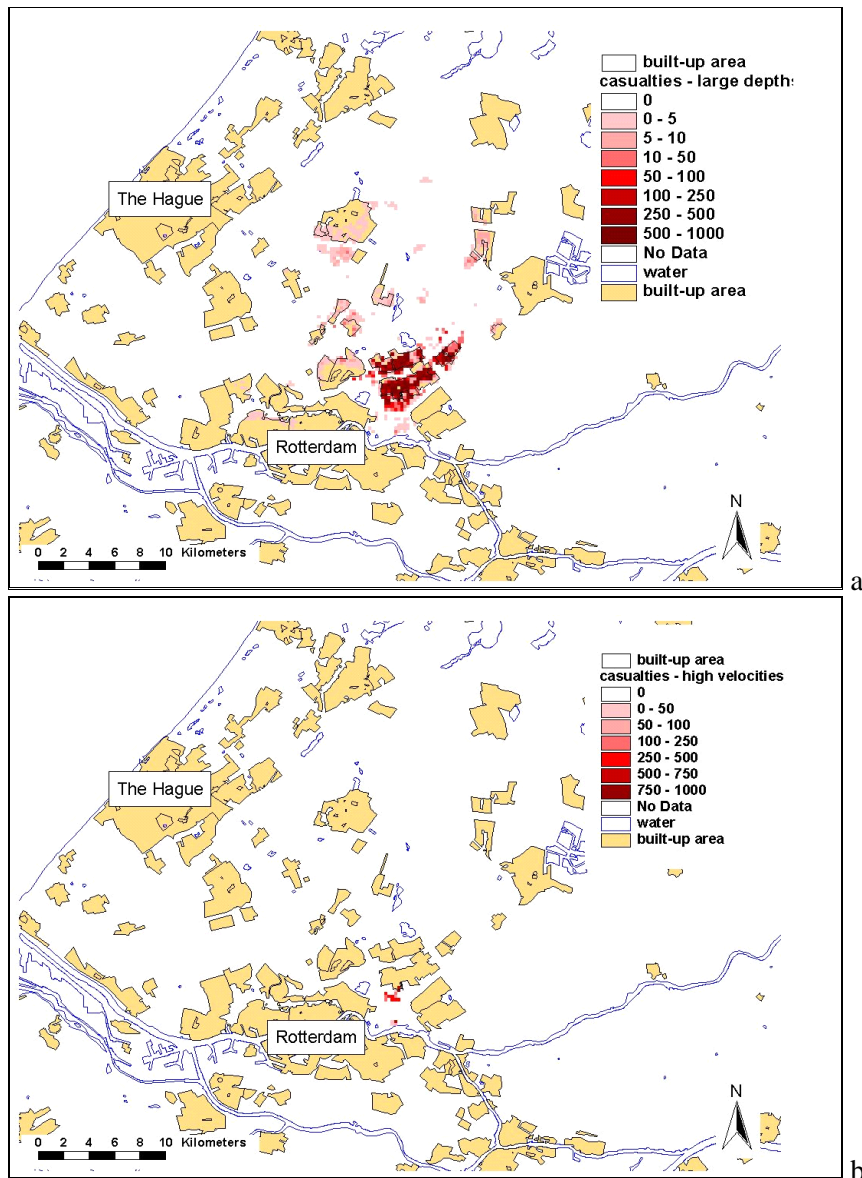 built-up area
casualties - large depths
0
0 - 5
5 - 10
10 - 50
50 - 100
100 - 250
250 - 500
500 - 1000
No Data
water
built-up area
The Hague
Rotterdam
N
0 2 4 6 8 10 Kilometers
a
built-up area
casualties - high velocities
0
0 - 50
50 - 100
100 - 250
250 - 500
500 - 750
750 - 1000
No Data
water
built-up area
The Hague
Rotterdam
N
0 2 4 6 8 10 Kilometers
b